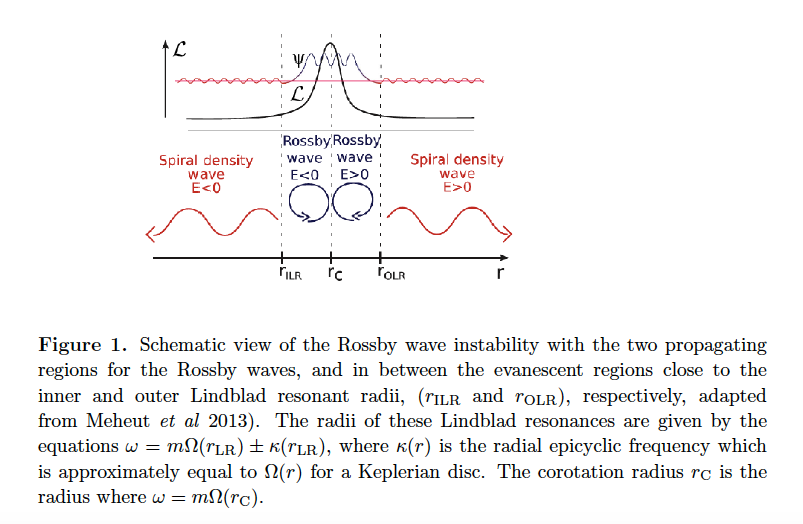 ℒ
Ψ
ℒ
Rossby Rossby
wave wave
E<0 E>0
Spiral density
wave
E<0
Spiral density
wave
E>0
r_ILR r_C r_OLR r
Figure 1. Schematic view of the Rossby wave instability with the two propagating
regions for the Rossby waves, and in between the evanescent regions close to the
inner and outer Lindblad resonant radii, (r_ILR and r_OLR), respectively, adapted
from Meheut et al 2013). The radii of these Lindblad resonances are given by the
equations ω = mΩ(r_LR) ± κ(r_LR), where κ(r) is the radial epicyclic frequency which
is approximately equal to Ω(r) for a Keplerian disc. The corotation radius r_C is the
radius where ω = mΩ(r_C).